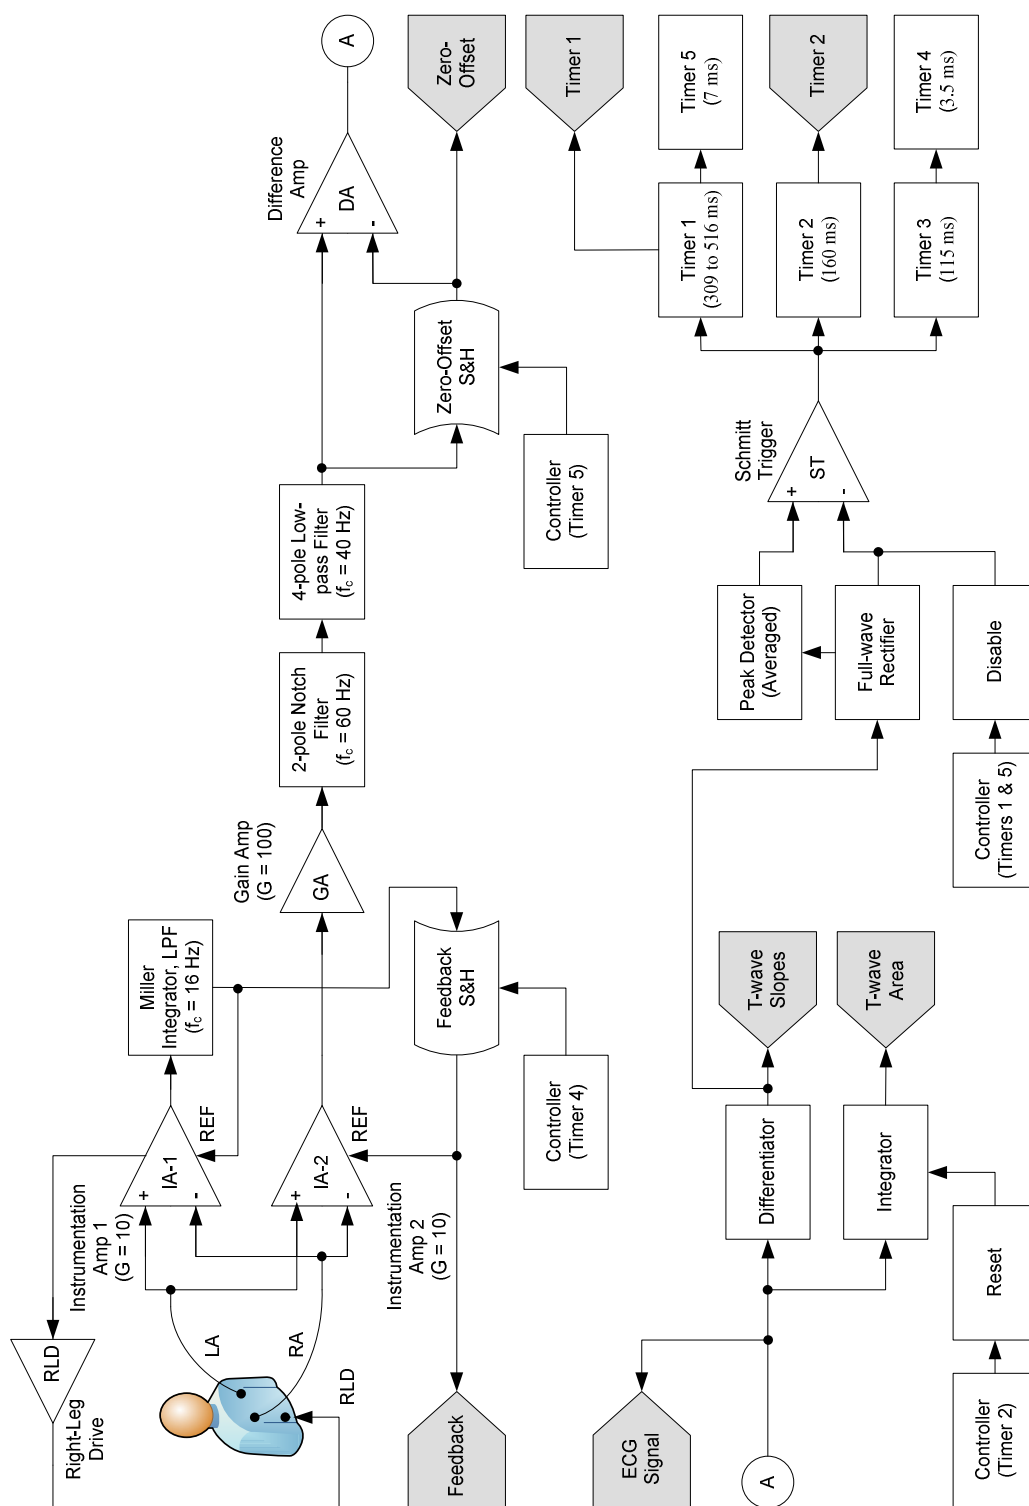 Right-Leg
Drive
RLD
LA
RA
RLD
Instrumentation
Amp 1
(G = 10)
+
-
IA-1
REF
Miller
Integrator, LPF
(fc = 16 Hz)
+
-
IA-2
REF
Instrumentation
Amp 2
(G = 10)
Gain Amp
(G = 100)
GA
2-pole Notch
Filter
(fc = 60 Hz)
4-pole Low-
pass Filter
(fc = 40 Hz)
Difference
Amp
+
-
DA
A
Feedback
Controller
(Timer 4)
Feedback
S&H
Controller
(Timer 5)
Zero-Offset
S&H
Zero-
Offset
ECG
Signal
A
Controller
(Timer 2)
Reset
Differentiator
Integrator
T-wave
Slopes
T-wave
Area
Controller
(Timers 1 & 5)
Disable
Peak Detector
(Averaged)
Full-wave
Rectifier
Schmitt
Trigger
+
-
ST
Timer 1
(309 to 516 ms)
Timer 2
(160 ms)
Timer 3
(115 ms)
Timer 1
Timer 5
(7 ms)
Timer 2
Timer 4
(3.5 ms)